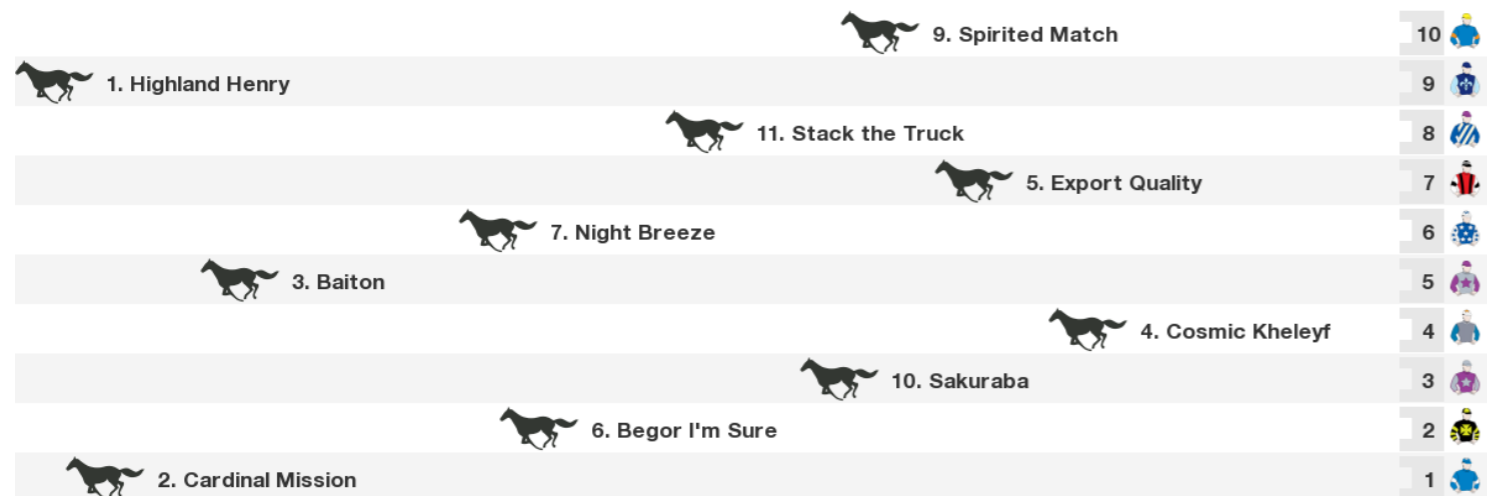 9. Spirited Match 10
1. Highland Henry 9
11. Stack the Truck 8
5. Export Quality 7
7. Night Breeze 6
3. Baiton 5
4. Cosmic Kheleyf 4
10. Sakuraba 3
6. Begor I'm Sure 2
2. Cardinal Mission 1